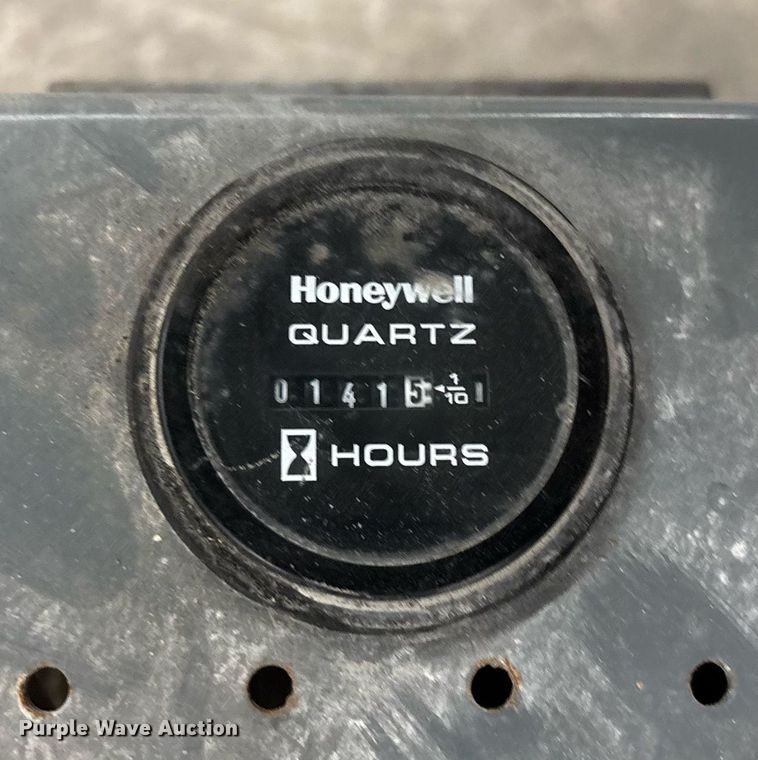 Honeywell
QUARTZ
0 1 4 1 5 1/10
HOURS
Purple Wave Auction